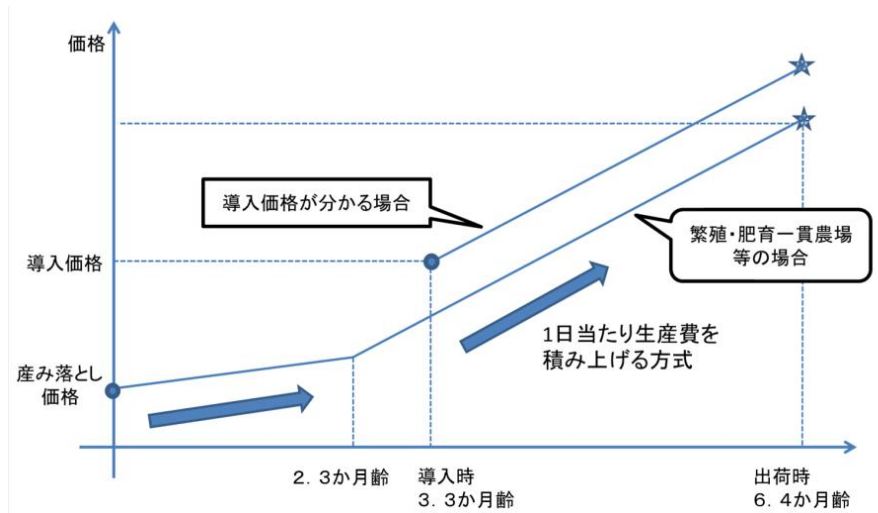 価格
導入価格が分かる場合
繁殖・肥育一貫農場
等の場合
導入価格
1日当たり生産費を
積み上げる方式
産み落とし
価格
2．3か月齢
導入時
3．3か月齢
出荷時
6．4か月齢